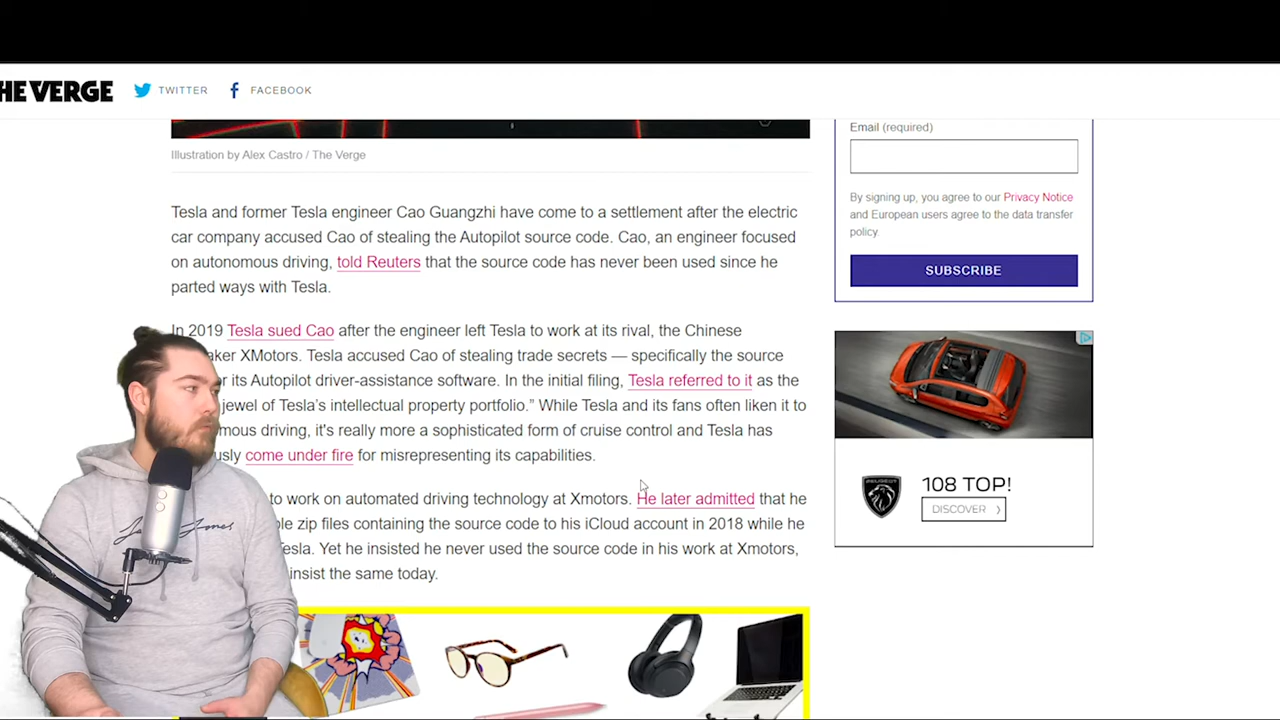 THE VERGE TWITTER FACEBOOK
Illustration by Alex Castro / The Verge
Tesla and former Tesla engineer Cao Guangzhi have come to a settlement after the electric
car company accused Cao of stealing the Autopilot source code. Cao, an engineer focused
on autonomous driving, told Reuters that the source code has never been used since he
parted ways with Tesla.
In 2019 Tesla sued Cao after the engineer left Tesla to work at its rival, the Chinese
aker XMotors. Tesla accused Cao of stealing trade secrets — specifically the source
r its Autopilot driver-assistance software. In the initial filing, Tesla referred to it as the
jewel of Tesla's intellectual property portfolio.” While Tesla and its fans often liken it to
mous driving, it's really more a sophisticated form of cruise control and Tesla has
usly come under fire for misrepresenting its capabilities.
to work on automated driving technology at Xmotors. He later admitted that he
le zip files containing the source code to his iCloud account in 2018 while he
esla. Yet he insisted he never used the source code in his work at Xmotors,
insist the same today.
Email (required)
By signing up, you agree to our Privacy Notice
and European users agree to the data transfer
policy.
SUBSCRIBE
PEUGEOT
108 TOP!
DISCOVER